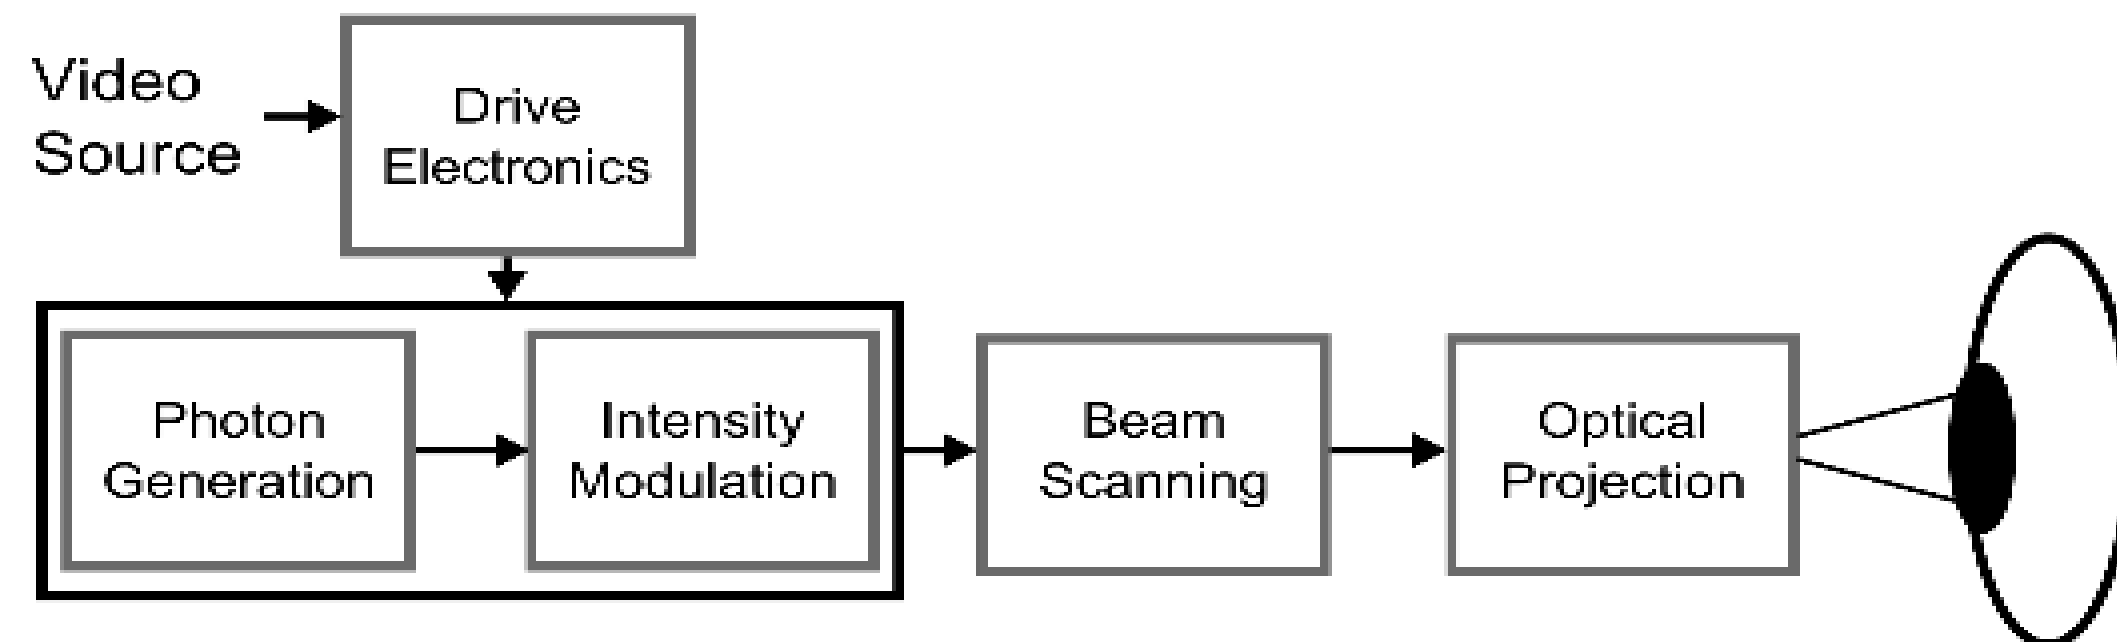 Video
Source
Drive
Electronics
Photon
Generation
Intensity
Modulation
Beam
Scanning
Optical
Projection